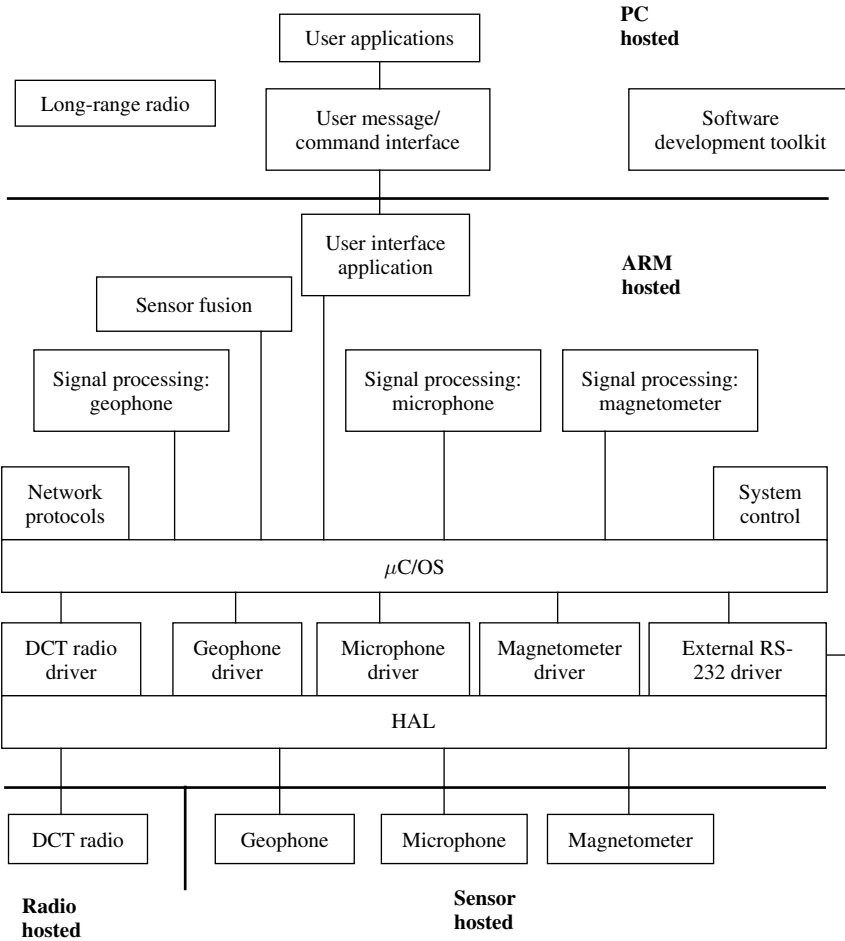 PC
hosted
User applications
Long-range radio
User message/
command interface
Software
development toolkit
User interface
application
ARM
hosted
Sensor fusion
Signal processing:
geophone
Signal processing:
microphone
Signal processing:
magnetometer
Network
protocols
System
control
μC/OS
DCT radio
driver
Geophone
driver
Microphone
driver
Magnetometer
driver
External RS-
232 driver
HAL
DCT radio
Geophone
Microphone
Magnetometer
Radio
hosted
Sensor
hosted